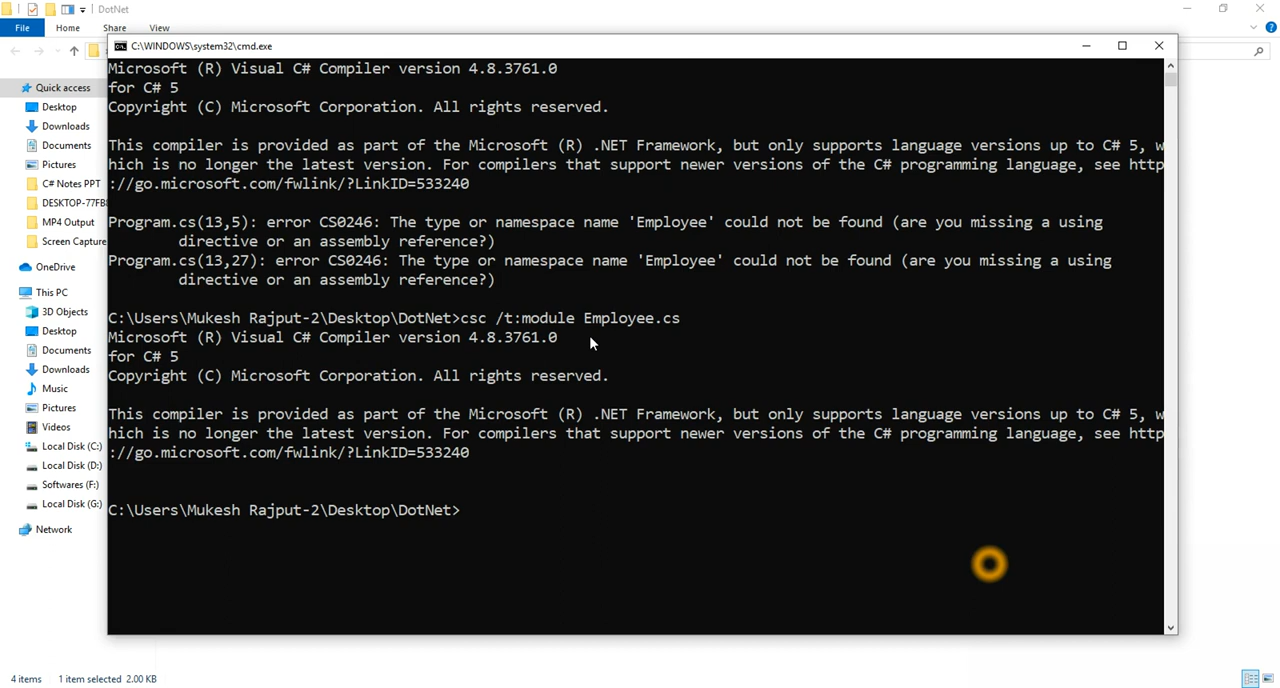 DotNet
File Home Share View
C:\WINDOWS\system32\cmd.exe
Quick access
Desktop
Downloads
Documents
Pictures
C# Notes PPT
DESKTOP-77FB
MP4 Output
Screen Capture
OneDrive
This PC
3D Objects
Desktop
Documents
Downloads
Music
Pictures
Videos
Local Disk (C:)
Local Disk (D:)
Softwares (F:)
Local Disk (G:)
Network
Microsoft (R) Visual C# Compiler version 4.8.3761.0
for C# 5
Copyright (C) Microsoft Corporation. All rights reserved.
This compiler is provided as part of the Microsoft (R) .NET Framework, but only supports language versions up to C# 5, w
hich is no longer the latest version. For compilers that support newer versions of the C# programming language, see http
://go.microsoft.com/fwlink/?LinkID=533240
Program.cs(13,5): error CS0246: The type or namespace name 'Employee' could not be found (are you missing a using
directive or an assembly reference?)
Program.cs(13,27): error CS0246: The type or namespace name 'Employee' could not be found (are you missing a using
directive or an assembly reference?)
C:\Users\Mukesh Rajput-2\Desktop\DotNet>csc /t:module Employee.cs
Microsoft (R) Visual C# Compiler version 4.8.3761.0
for C# 5
Copyright (C) Microsoft Corporation. All rights reserved.
This compiler is provided as part of the Microsoft (R) .NET Framework, but only supports language versions up to C# 5, w
hich is no longer the latest version. For compilers that support newer versions of the C# programming language, see http
://go.microsoft.com/fwlink/?LinkID=533240
C:\Users\Mukesh Rajput-2\Desktop\DotNet>
4 items 1 item selected 2.00 KB